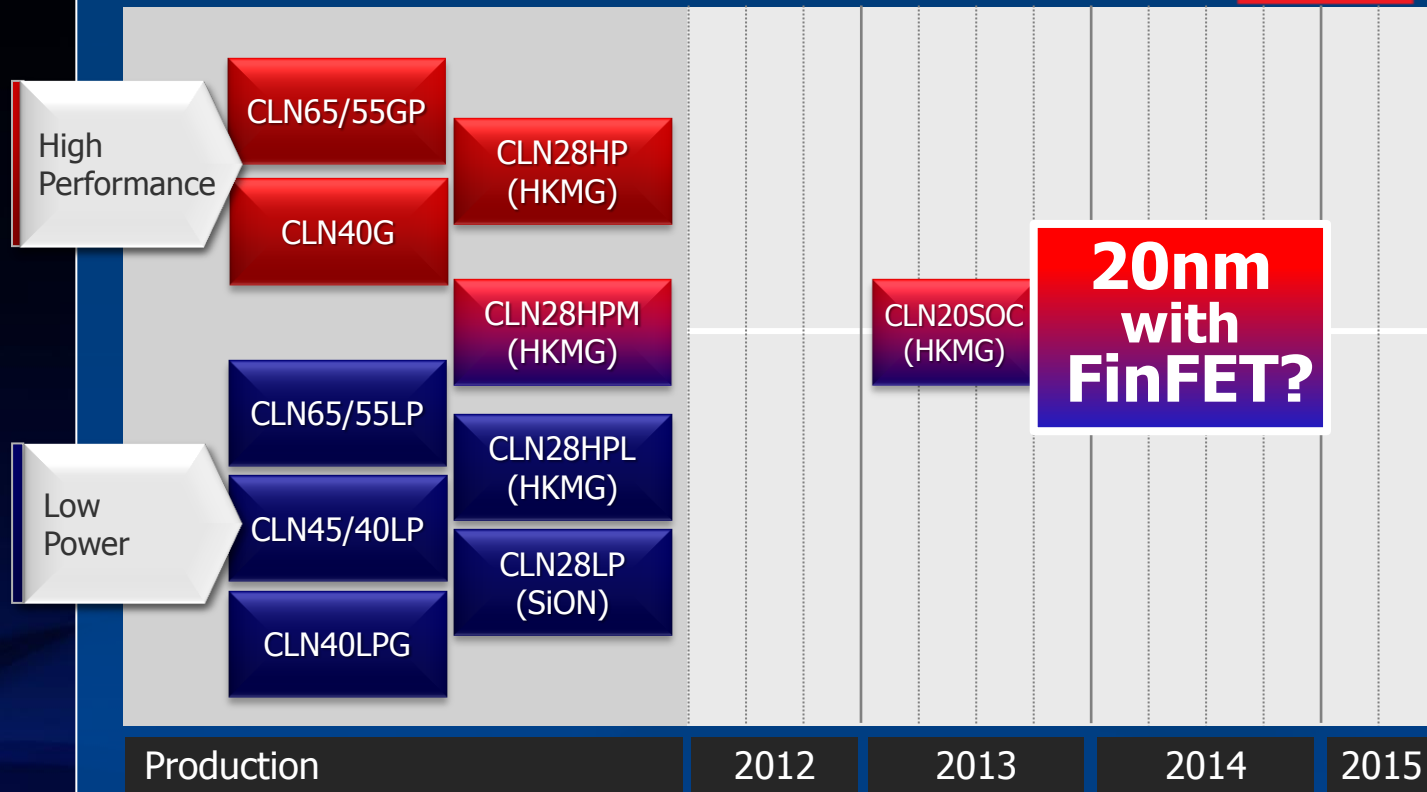 High
Performance
CLN65/55GP
CLN40G
CLN28HP
(HKMG)
CLN28HPM
(HKMG)
CLN20SOC
(HKMG)
20nm
with
FinFET?
Low
Power
CLN65/55LP
CLN45/40LP
CLN40LPG
CLN28HPL
(HKMG)
CLN28LP
(SiON)
Production
2012
2013
2014
2015